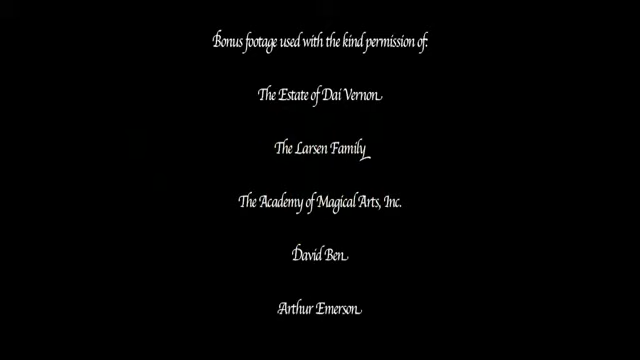 Bonus footage used with the kind permission of:
The Estate of Dai Vernon
The Larsen Family
The Academy of Magical Arts, Inc.
David Ben
Arthur Emerson